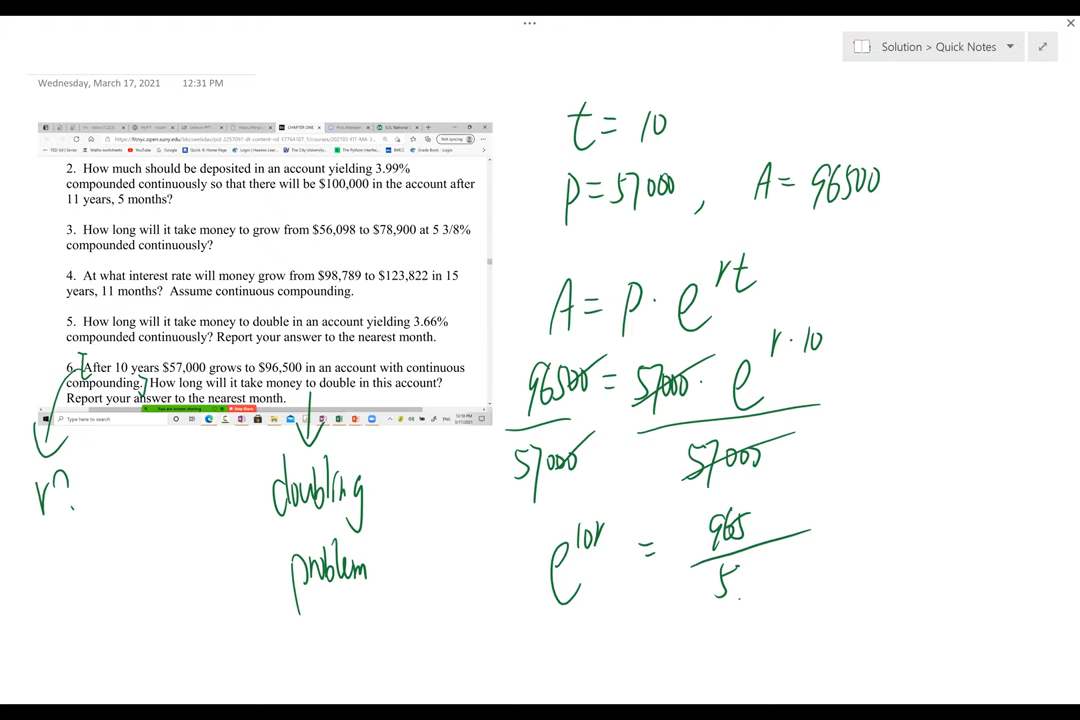 Solution > Quick Notes
Wednesday, March 17, 2021 12:31 PM
2. How much should be deposited in an account yielding 3.99%
compounded continuously so that there will be $100,000 in the account after
11 years, 5 months?
3. How long will it take money to grow from $56,098 to $78,900 at 5 3/8%
compounded continuously?
4. At what interest rate will money grow from $98,789 to $123,822 in 15
years, 11 months? Assume continuous compounding.
5. How long will it take money to double in an account yielding 3.66%
compounded continuously? Report your answer to the nearest month.
6. After 10 years $57,000 grows to $96,500 in an account with continuous
compounding. How long will it take money to double in this account?
Report your answer to the nearest month.
Type here to search
r?
doubling
problem
t = 10
P = 57000, A = 96500
A = P · e^rt
96500 = 57000 · e^r·10
57000 57000
e^10r = 965
5